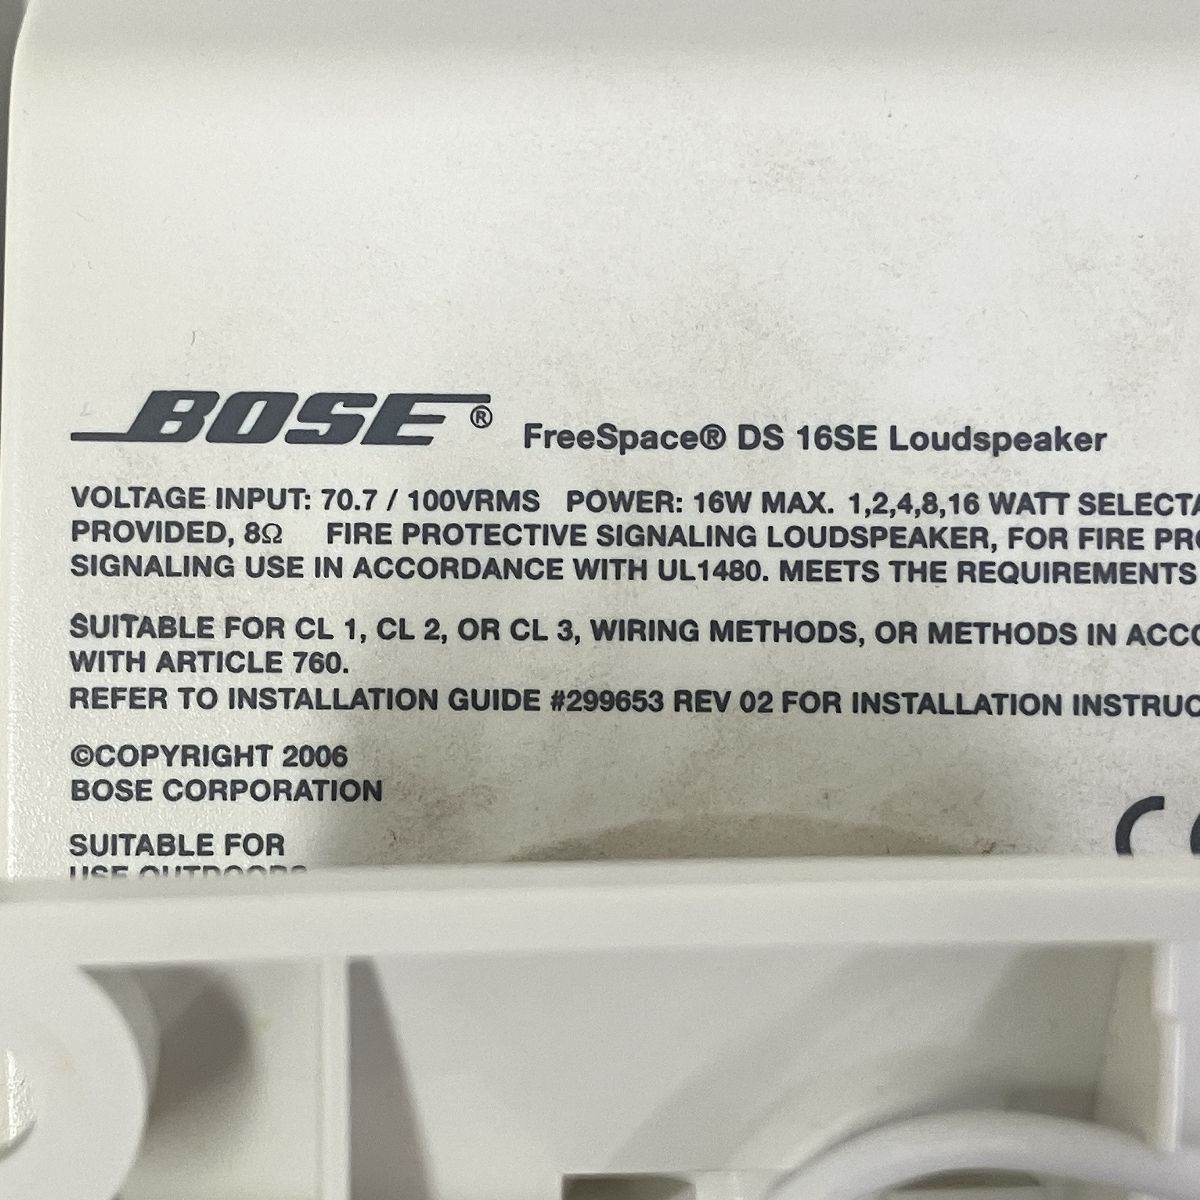 BOSE® FreeSpace® DS 16SE Loudspeaker
VOLTAGE INPUT: 70.7 / 100VRMS POWER: 16W MAX. 1,2,4,8,16 WATT
PROVIDED, 8Ω FIRE PROTECTIVE SIGNALING LOUDSPEAKER, FOR FIRE
SIGNALING USE IN ACCORDANCE WITH UL1480. MEETS THE REQUIREMENTS
SUITABLE FOR CL 1, CL 2, OR CL 3, WIRING METHODS, OR METHODS IN
WITH ARTICLE 760.
REFER TO INSTALLATION GUIDE #299653 REV 02 FOR INSTALLATION
©COPYRIGHT 2006
BOSE CORPORATION
SUITABLE FOR
USE OUTDOORS